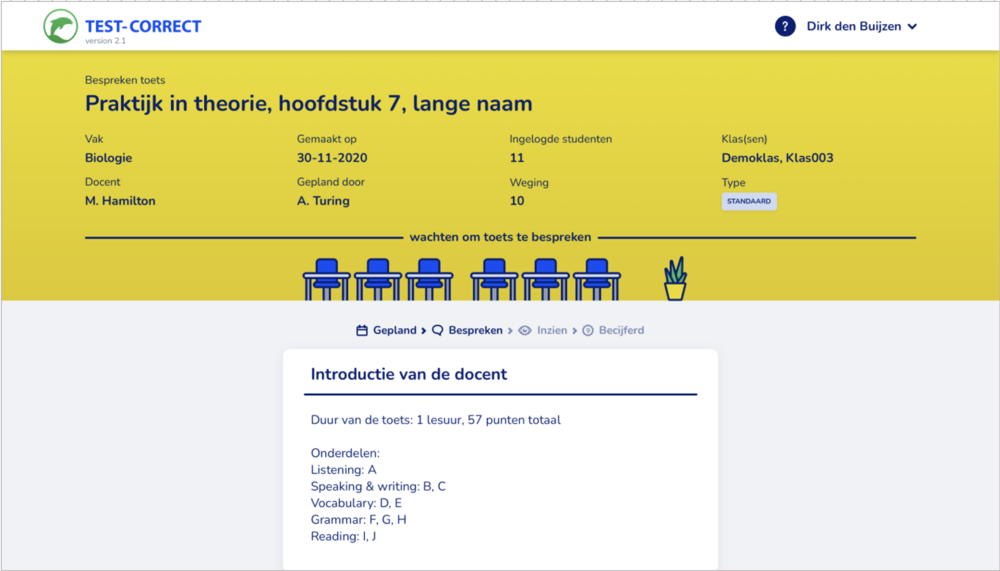 TEST-CORRECT
version 2.1
? Dirk den Buijzen
Bespreken toets
Praktijk in theorie, hoofdstuk 7, lange naam
Vak Gemaakt op Ingelogde studenten Klas(sen)
Biologie 30-11-2020 11 Demoklas, Klas003
Docent Gepland door Weging Type
M. Hamilton A. Turing 10 STANDAARD
wachten om toets te bespreken
Gepland Bespreken Inzien 9 Becijferd
Introductie van de docent
Duur van de toets: 1 lesuur, 57 punten totaal
Onderdelen:
Listening: A
Speaking & writing: B, C
Vocabulary: D, E
Grammar: F, G, H
Reading: I, J